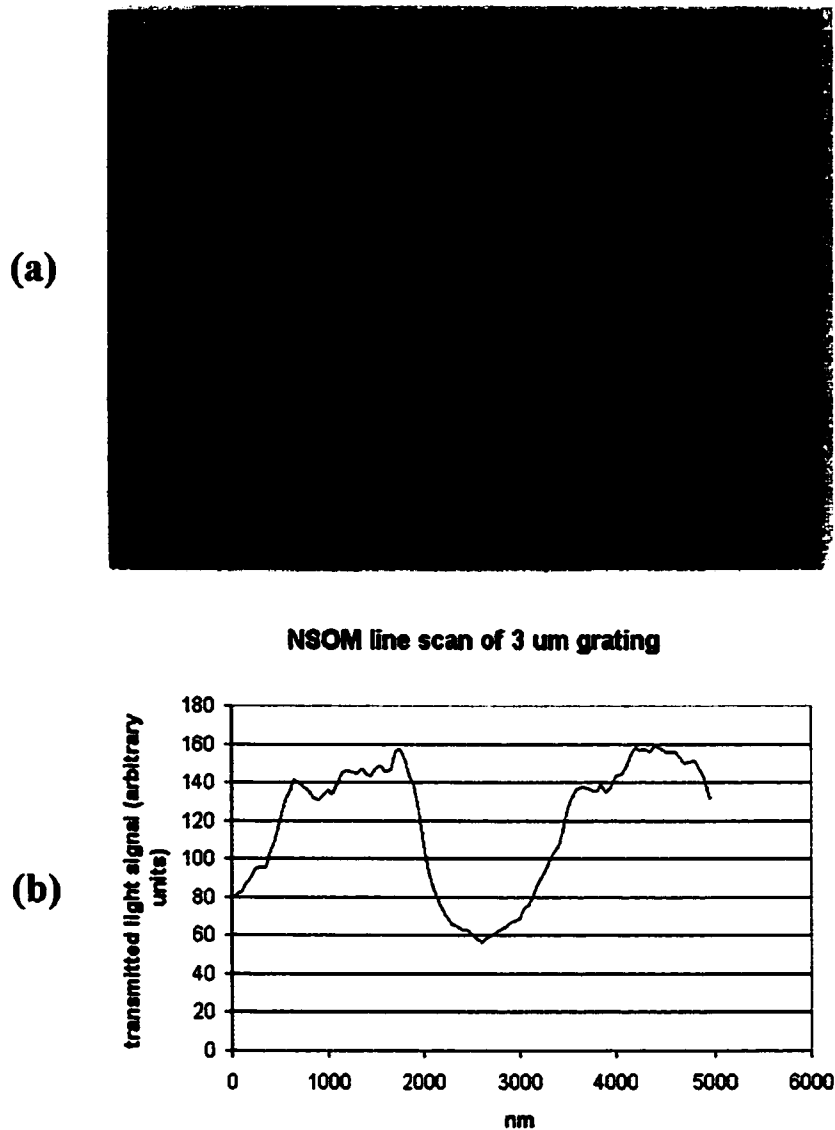 (a)
NSOM line scan of 3 um grating
transmitted light signal (arbitrary
units)
180
160
140
120
100
80
60
40
20
0
0 1000 2000 3000 4000 5000 6000
nm
(b)